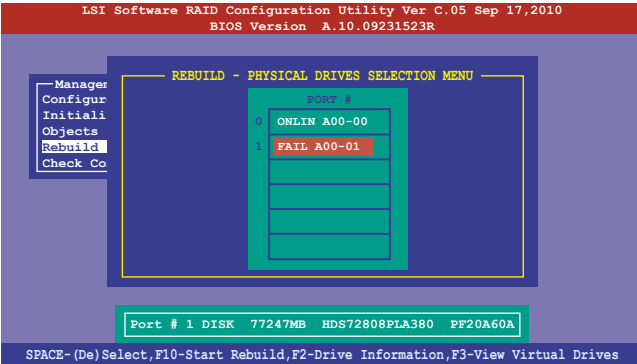 LSI Software RAID Configuration Utility Ver C.05 Sep 17,2010
BIOS Version A.10.09231523R
REBUILD - PHYSICAL DRIVES SELECTION MENU
Managem
Configur
Initiali
Objects
Rebuild
Check Co
PORT #
0 ONLIN A00-00
1 FAIL A00-01
Port # 1 DISK 77247MB HDS72808PLA380 PF20A60A
SPACE-(De)Select,F10-Start Rebuild,F2-Drive Information,F3-View Virtual Drives